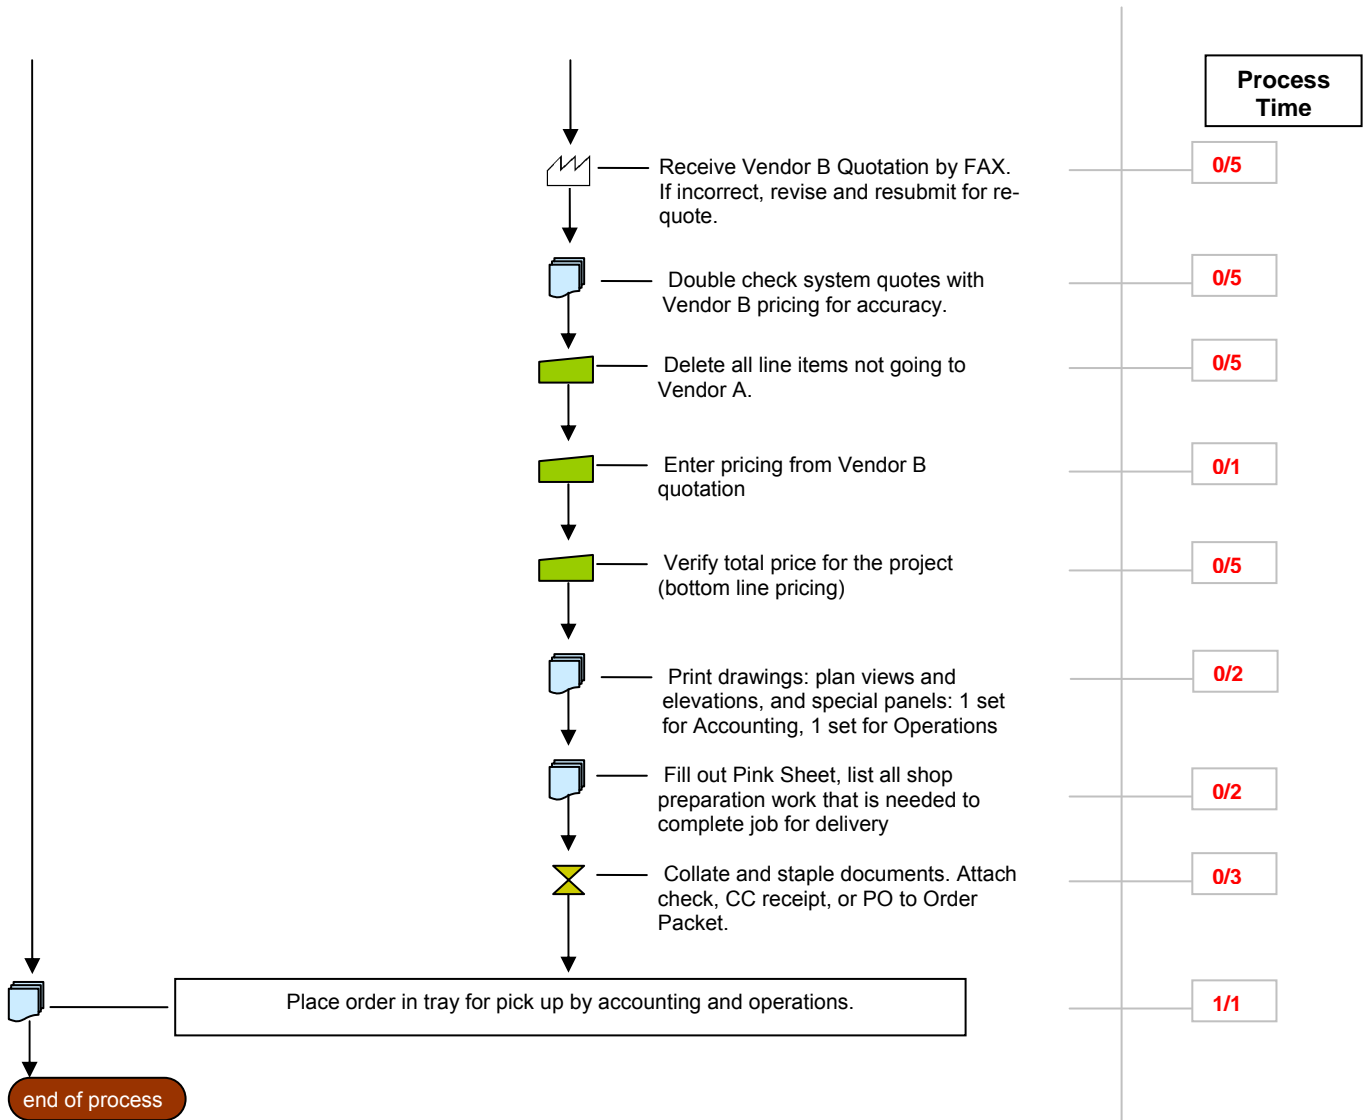 Process
Time
Receive Vendor B Quotation by FAX.
If incorrect, revise and resubmit for re-
quote.
0/5
Double check system quotes with
Vendor B pricing for accuracy.
0/5
Delete all line items not going to
Vendor A.
0/5
Enter pricing from Vendor B
quotation
0/1
Verify total price for the project
(bottom line pricing)
0/5
Print drawings: plan views and
elevations, and special panels: 1 set
for Accounting, 1 set for Operations
0/2
Fill out Pink Sheet, list all shop
preparation work that is needed to
complete job for delivery
0/2
Collate and staple documents. Attach
check, CC receipt, or PO to Order
Packet.
0/3
Place order in tray for pick up by accounting and operations.
1/1
end of process